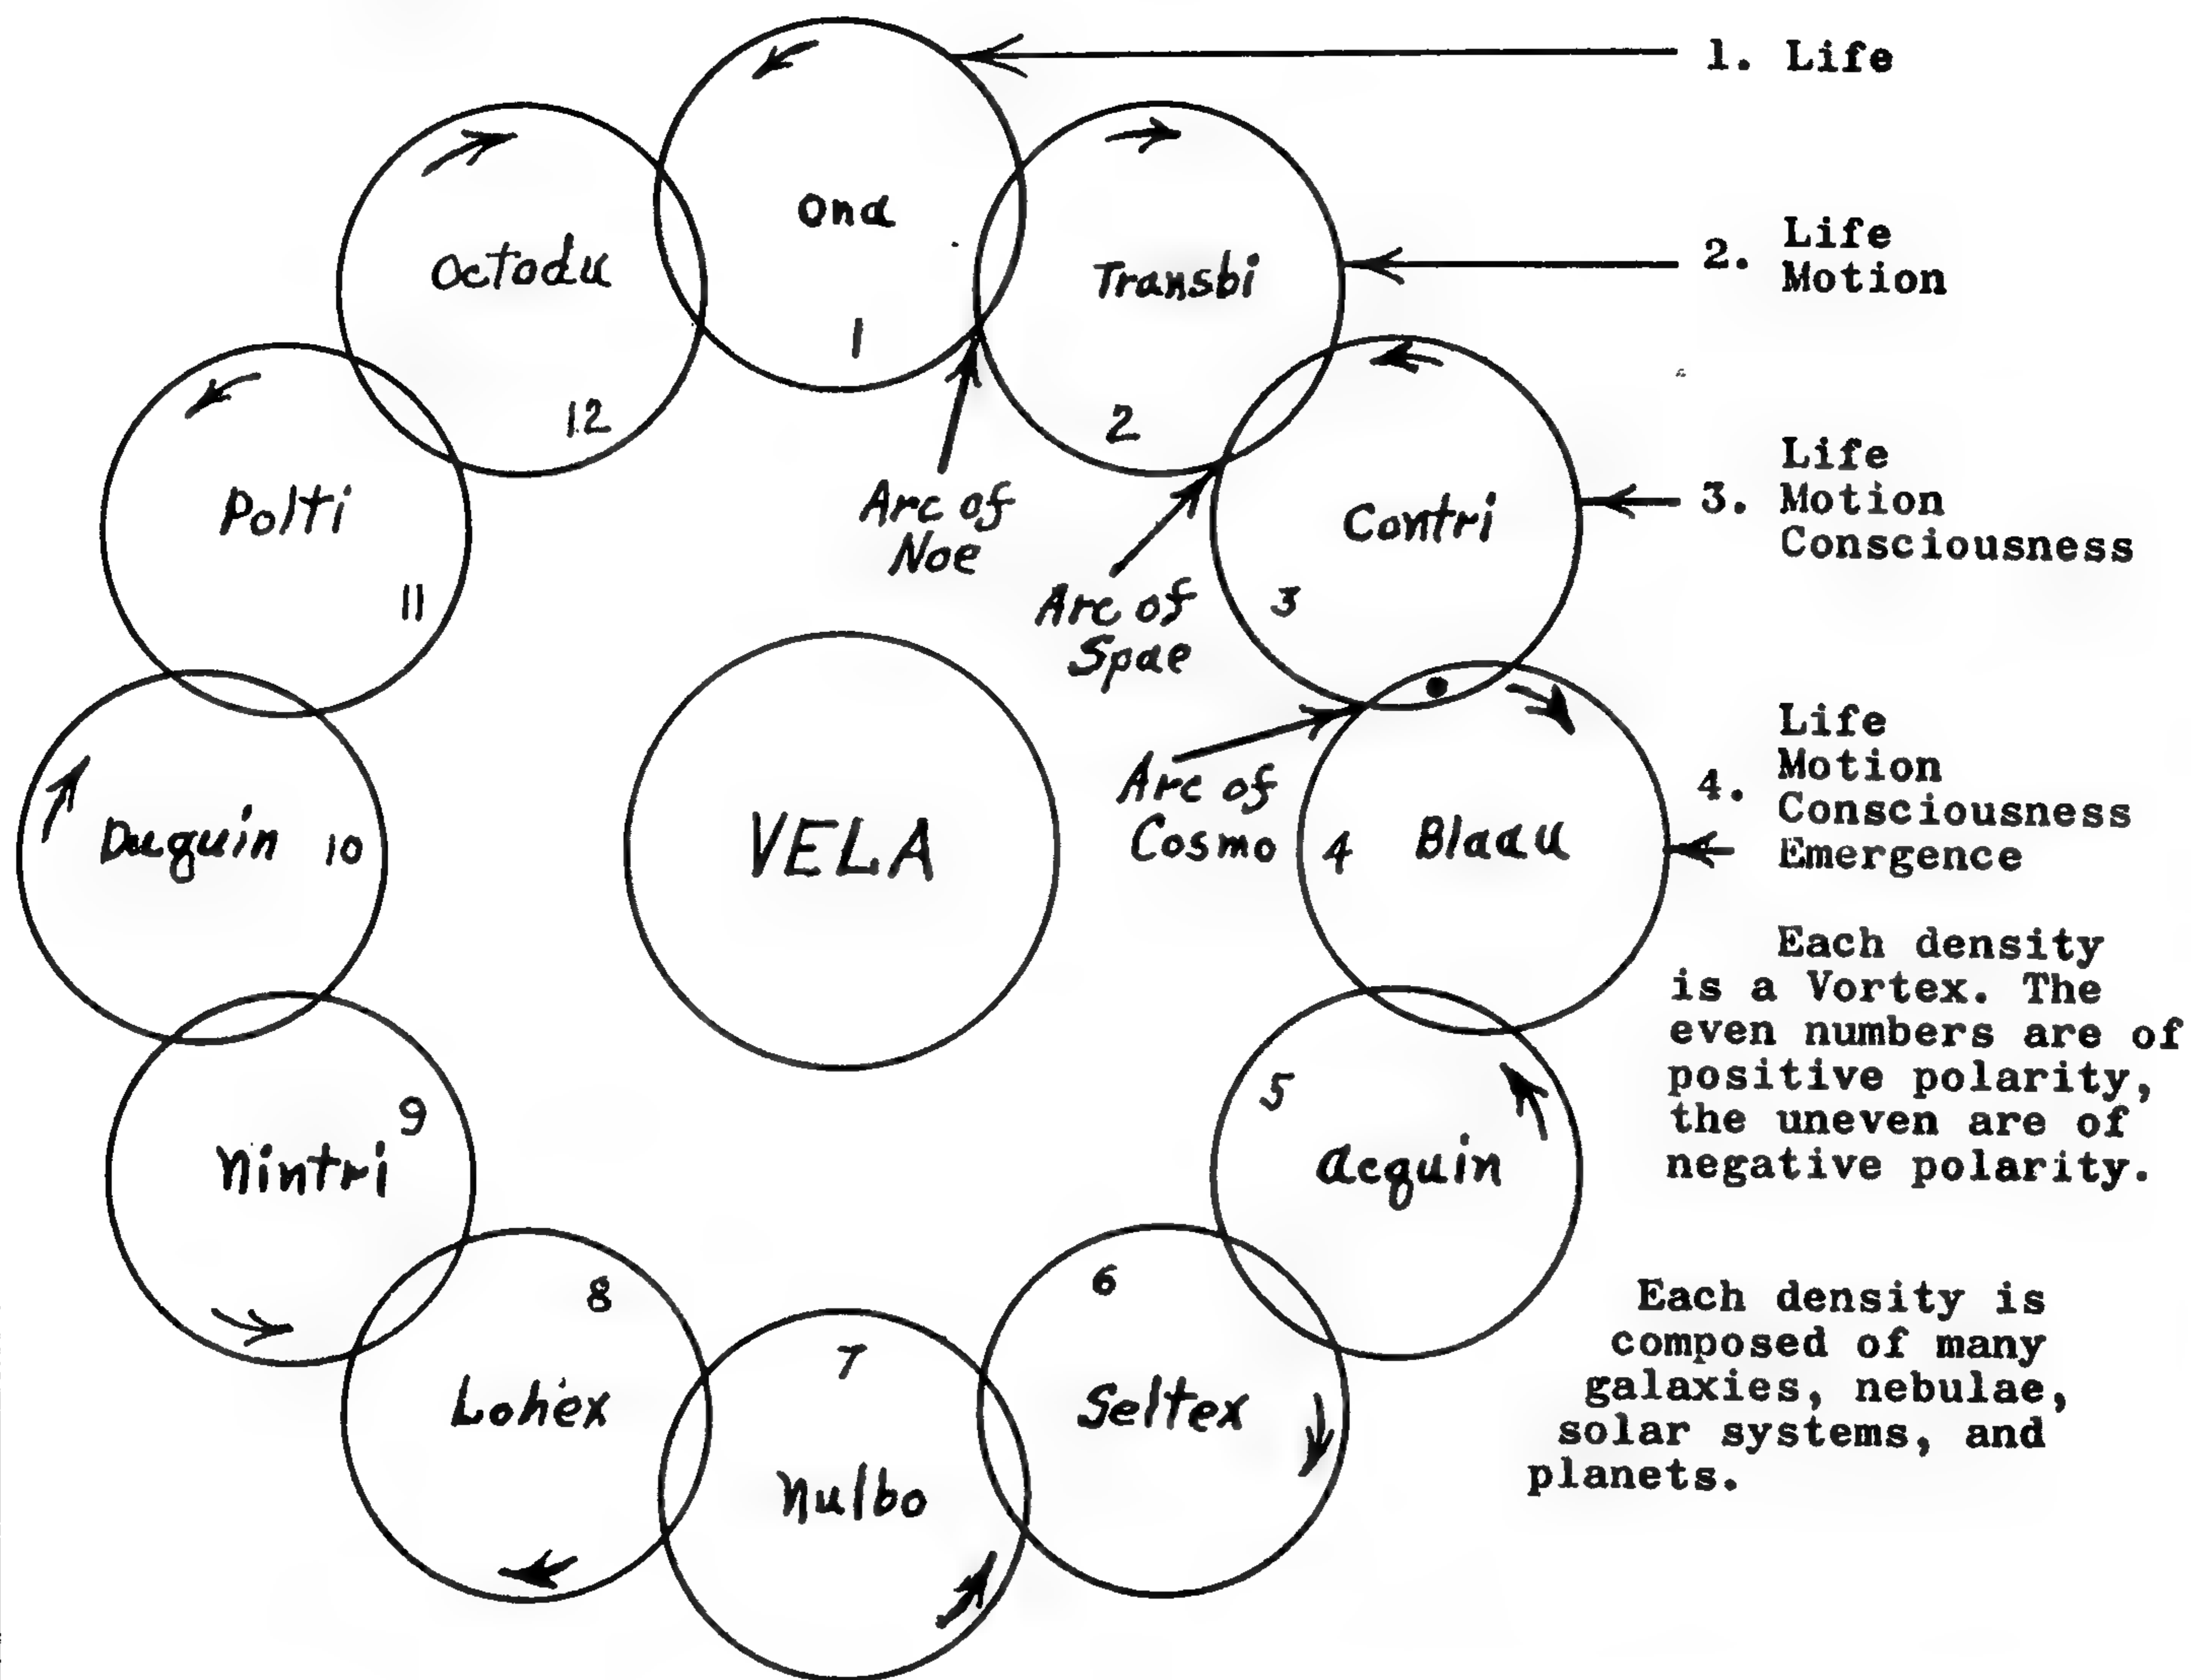 1. Life
2. Life
Motion
3. Life
Motion
Consciousness
4. Life
Motion
Consciousness
Emergence
Each density
is a Vortex. The
even numbers are of
positive polarity,
the uneven are of
negative polarity.
Each density is
composed of many
galaxies, nebulae,
solar systems, and
planets.
Ona
1
Transbi
2
Contri
3
4 Bladu
5
Acquin
6
Seltex
7
Nulbo
8
Lohex
9
Nintri
Duquin 10
Polti
11
Octodu
12
Arc of
Noe
Arc of
Spae
Arc of
Cosmo
VELA